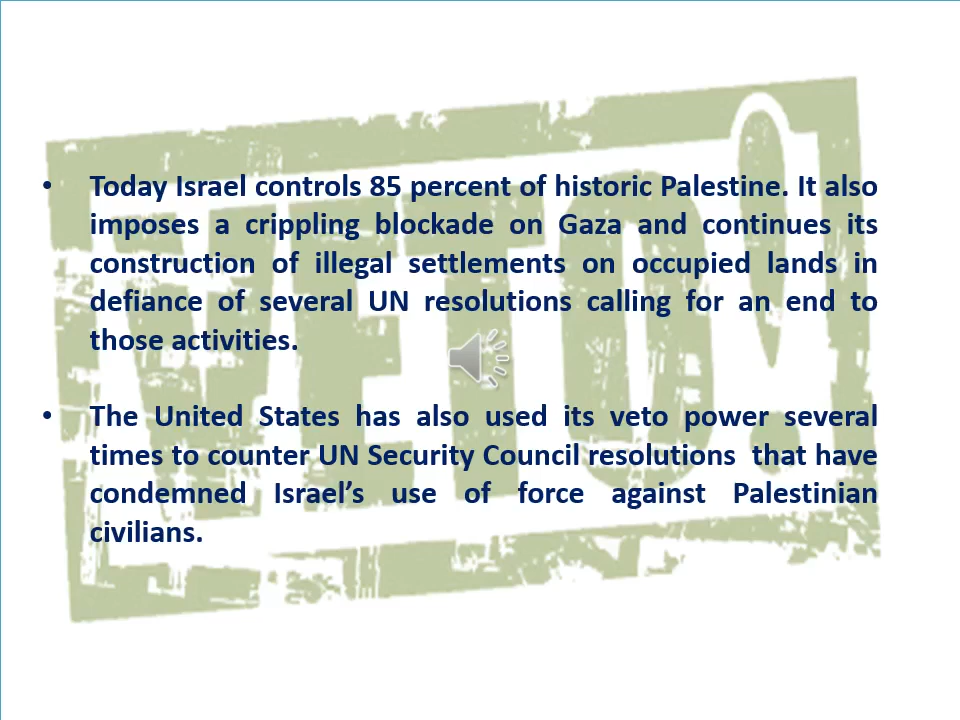 VETO!
• Today Israel controls 85 percent of historic Palestine. It also
imposes a crippling blockade on Gaza and continues its
construction of illegal settlements on occupied lands in
defiance of several UN resolutions calling for an end to
those activities.
• The United States has also used its veto power several
times to counter UN Security Council resolutions that have
condemned Israel’s use of force against Palestinian
civilians.